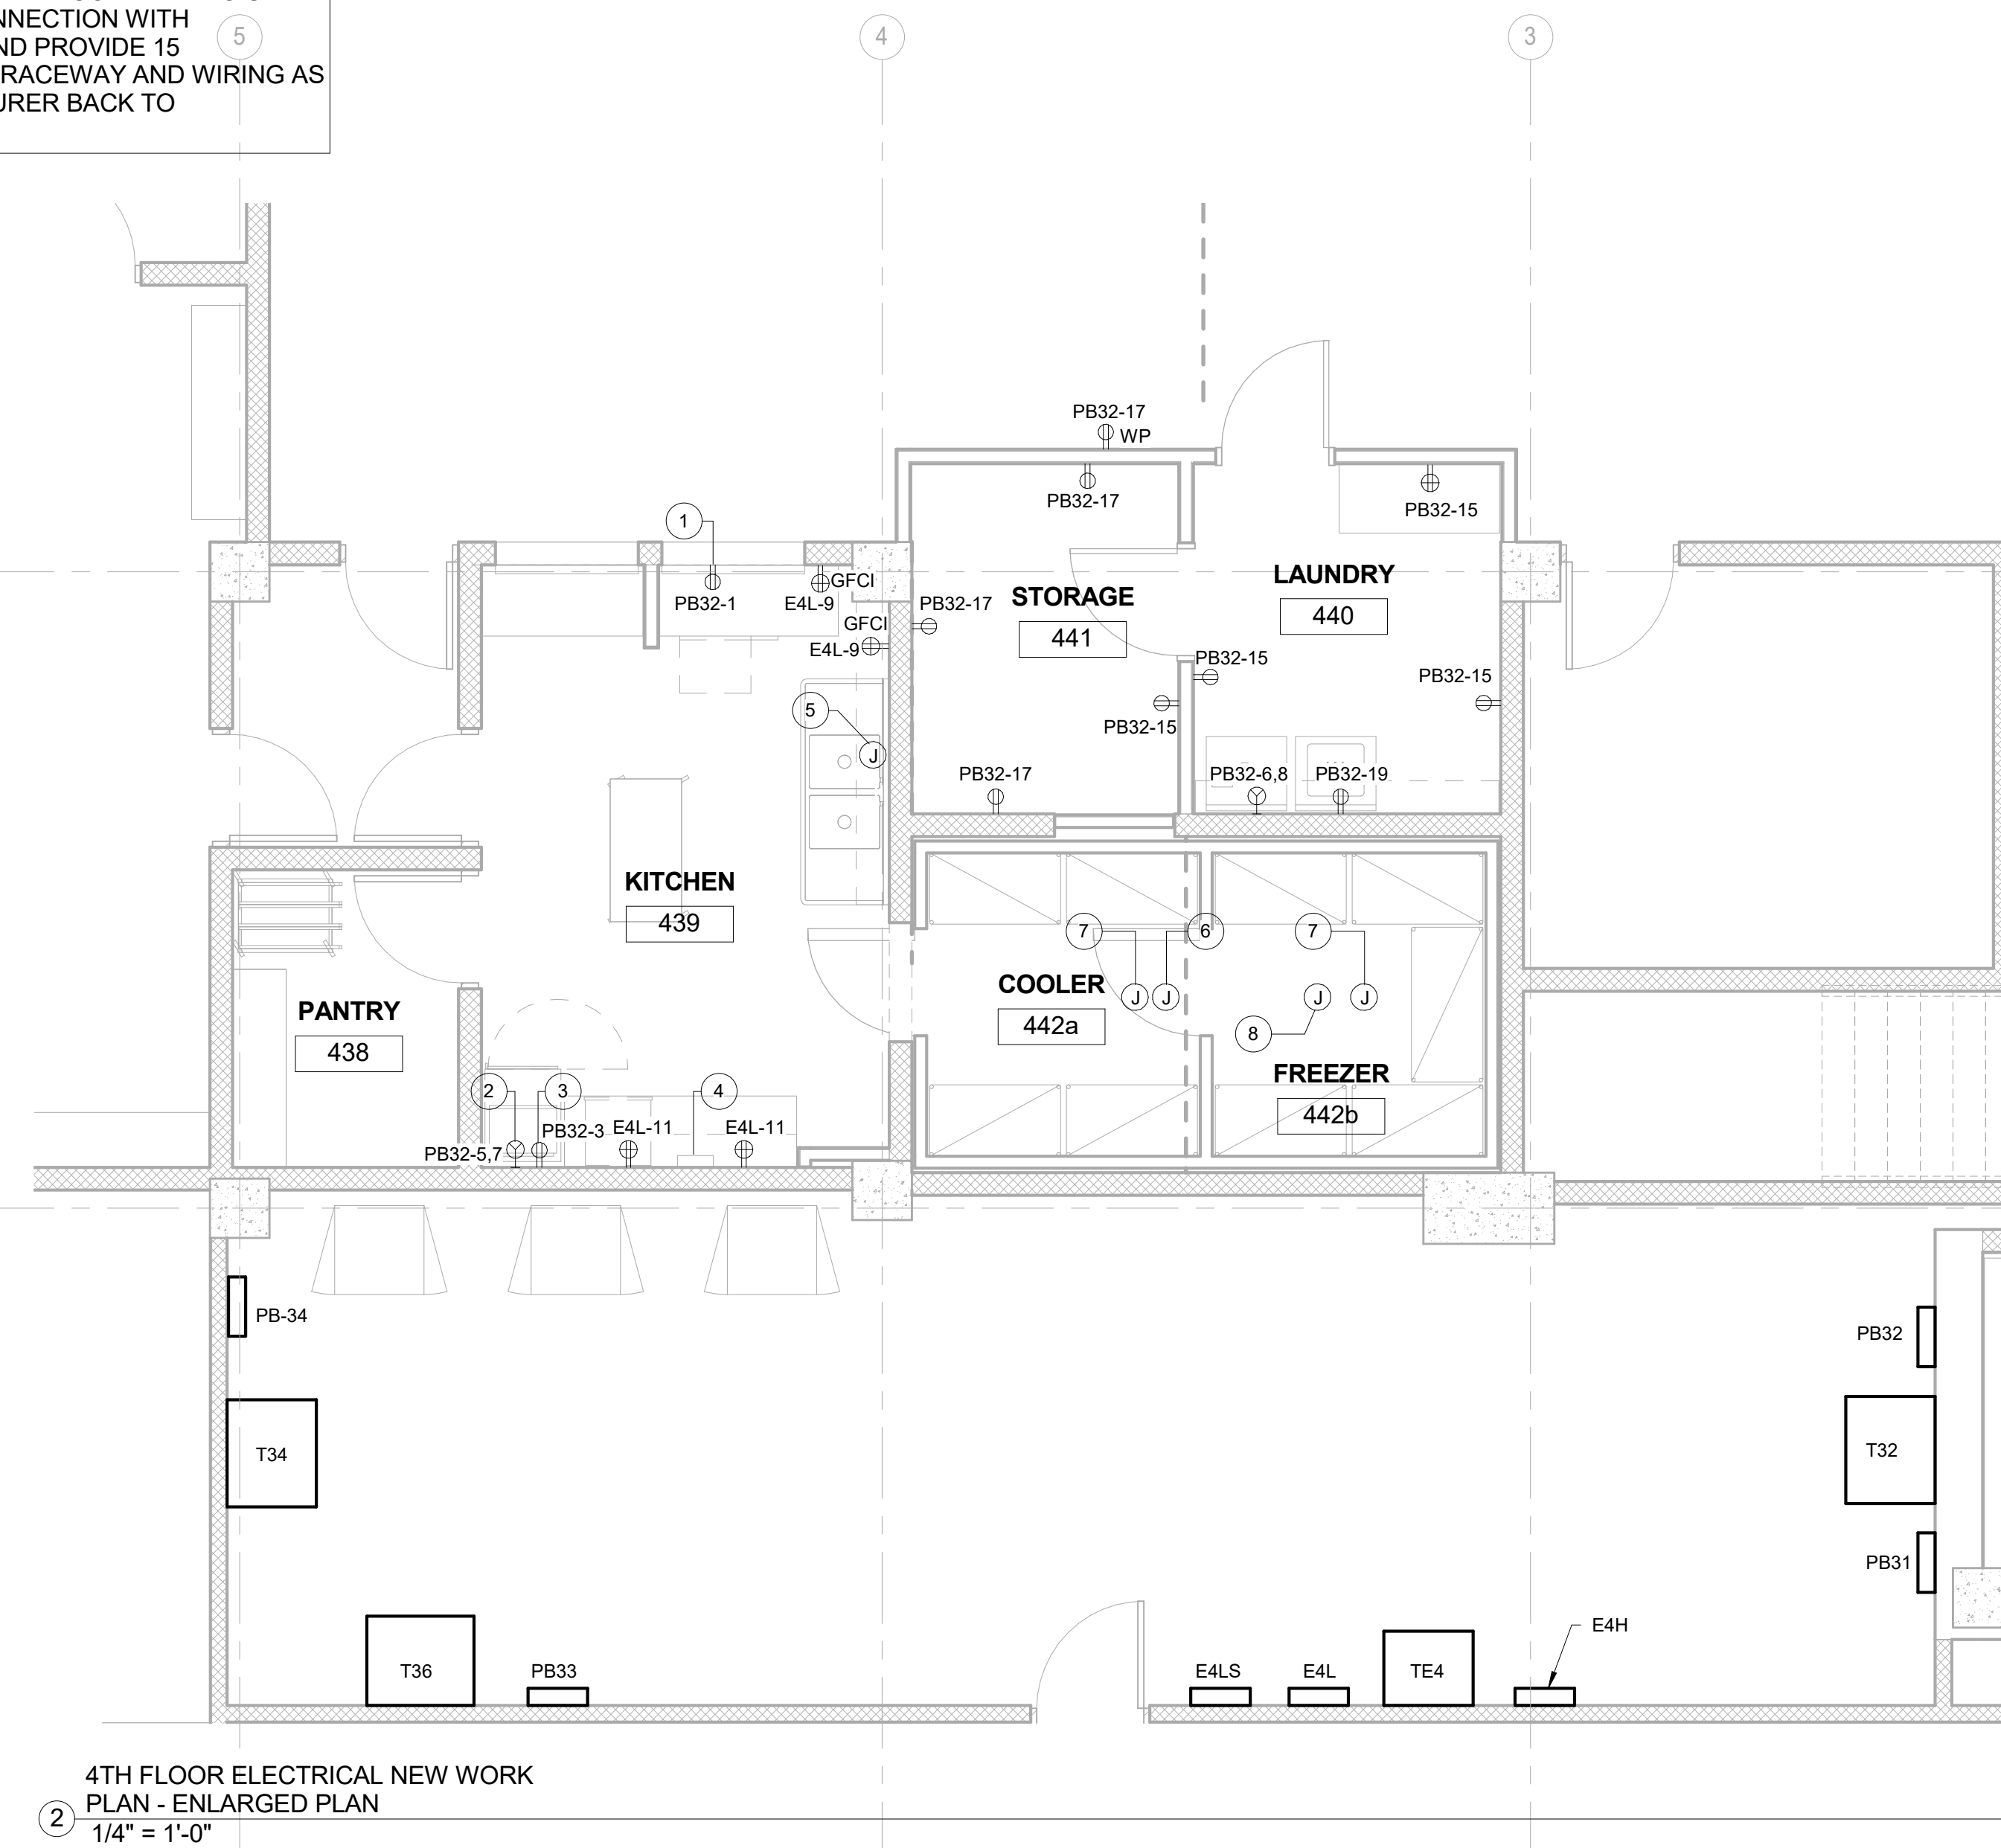 NNECTION WITH
ND PROVIDE 15
RACEWAY AND WIRING AS
URER BACK TO
5
4
3
PB32-17
WP
PB32-17
PB32-15
1
GFCI
PB32-1
E4L-9
GFCI
E4L-9
PB32-17
STORAGE
441
LAUNDRY
440
PB32-15
PB32-15
PB32-15
5
J
PB32-17
PB32-6,8
PB32-19
KITCHEN
439
7
6
7
COOLER
442a
J
J
J
J
8
PANTRY
438
FREEZER
442b
2
3
4
PB32-5,7
PB32-3
E4L-11
E4L-11
PB-34
PB32
T34
T32
PB31
E4H
T36
PB33
E4LS
E4L
TE4
4TH FLOOR ELECTRICAL NEW WORK
PLAN - ENLARGED PLAN
2
1/4" = 1'-0"